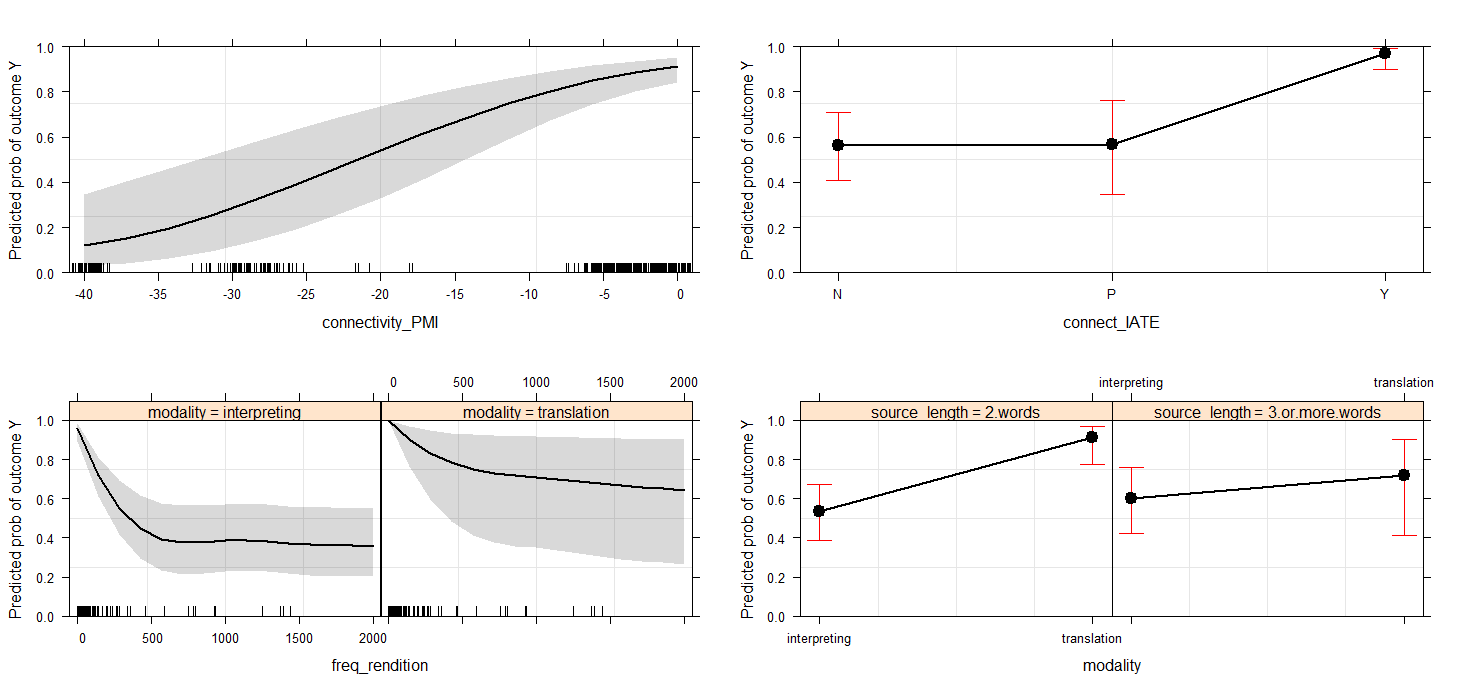 Predicted prob of outcome Y
1.0
0.8
0.6
0.4
0.2
0.0
-40 -35 -30 -25 -20 -15 -10 -5 0
connectivity_PMI
Predicted prob of outcome Y
1.0
0.8
0.6
0.4
0.2
0.0
N P Y
connect_IATE
0 500 1000 1500 2000
modality = interpreting modality = translation
Predicted prob of outcome Y
1.0
0.8
0.6
0.4
0.2
0.0
0 500 1000 1500 2000
freq_rendition
interpreting translation
source_length = 2.words source_length = 3.or.more.words
Predicted prob of outcome Y
1.0
0.8
0.6
0.4
0.2
0.0
interpreting translation
modality